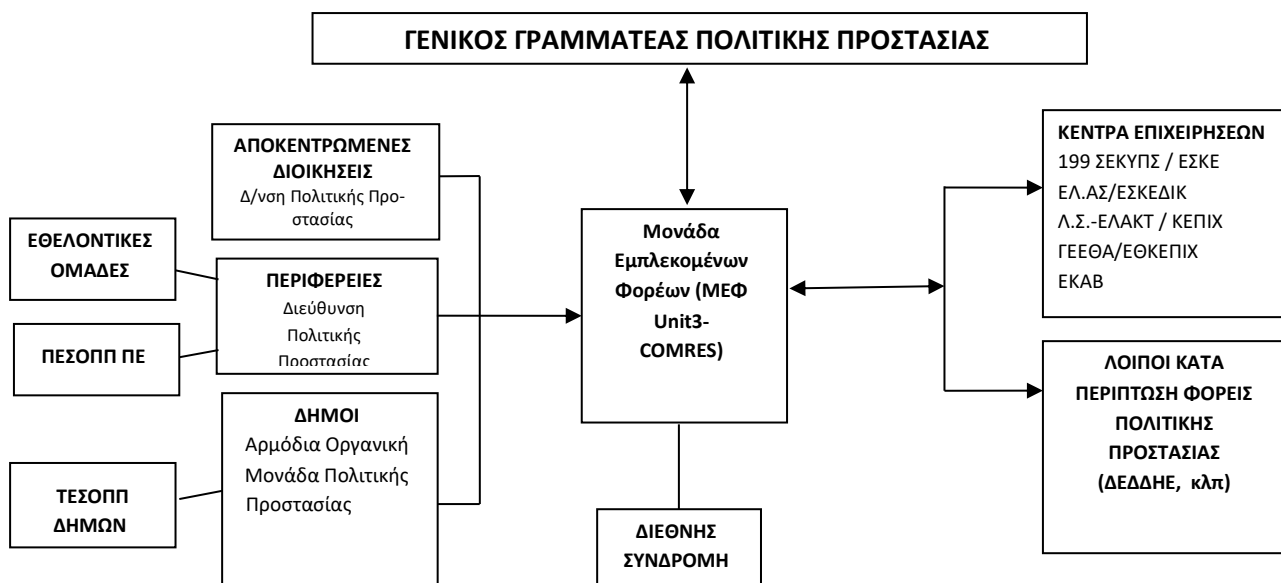 ΓΕΝΙΚΟΣ ΓΡΑΜΜΑΤΕΑΣ ΠΟΛΙΤΙΚΗΣ ΠΡΟΣΤΑΣΙΑΣ
ΑΠΟΚΕΝΤΡΩΜΕΝΕΣ
ΔΙΟΙΚΗΣΕΙΣ
Δ/νση Πολιτικής Προ-
στασίας
ΕΘΕΛΟΝΤΙΚΕΣ
ΟΜΑΔΕΣ
ΠΕΡΙΦΕΡΕΙΕΣ
Διεύθυνση
Πολιτικής
Προστασίας
ΠΕΣΟΠΠ ΠΕ
ΔΗΜΟΙ
Αρμόδια Οργανική
Μονάδα Πολιτικής
Προστασίας
ΤΕΣΟΠΠ
ΔΗΜΩΝ
Μονάδα
Εμπλεκομένων
Φορέων (ΜΕΦ
Unit3-
COMRES)
ΔΙΕΘΝΗΣ
ΣΥΝΔΡΟΜΗ
ΚΕΝΤΡΑ ΕΠΙΧΕΙΡΗΣΕΩΝ
199 ΣΕΚΥΠΣ / ΕΣΚΕ
ΕΛ.ΑΣ/ΕΣΚΕΔΙΚ
Λ.Σ.-ΕΛΑΚΤ / ΚΕΠΙΧ
ΓΕΕΘΑ/ΕΘΚΕΠΙΧ
ΕΚΑΒ
ΛΟΙΠΟΙ ΚΑΤΑ
ΠΕΡΙΠΤΩΣΗ ΦΟΡΕΙΣ
ΠΟΛΙΤΙΚΗΣ
ΠΡΟΣΤΑΣΙΑΣ
(ΔΕΔΔΗΕ, κλπ)